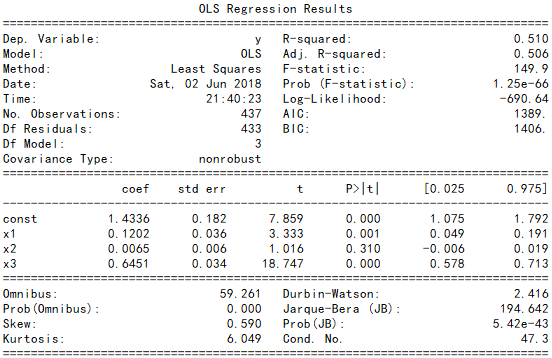 OLS Regression Results
==============================================================================
Dep. Variable: y R-squared: 0.510
Model: OLS Adj. R-squared: 0.506
Method: Least Squares F-statistic: 149.9
Date: Sat, 02 Jun 2018 Prob (F-statistic): 1.25e-66
Time: 21:40:23 Log-Likelihood: -690.64
No. Observations: 437 AIC: 1389.
Df Residuals: 433 BIC: 1406.
Df Model: 3
Covariance Type: nonrobust
==============================================================================
coef std err t P>|t| [0.025 0.975]
------------------------------------------------------------------------------
const 1.4336 0.182 7.859 0.000 1.075 1.792
x1 0.1202 0.036 3.333 0.001 0.049 0.191
x2 0.0065 0.006 1.016 0.310 -0.006 0.019
x3 0.6451 0.034 18.747 0.000 0.578 0.713
==============================================================================
Omnibus: 59.261 Durbin-Watson: 2.416
Prob(Omnibus): 0.000 Jarque-Bera (JB): 194.642
Skew: 0.590 Prob(JB): 5.42e-43
Kurtosis: 6.049 Cond. No. 47.3
==============================================================================